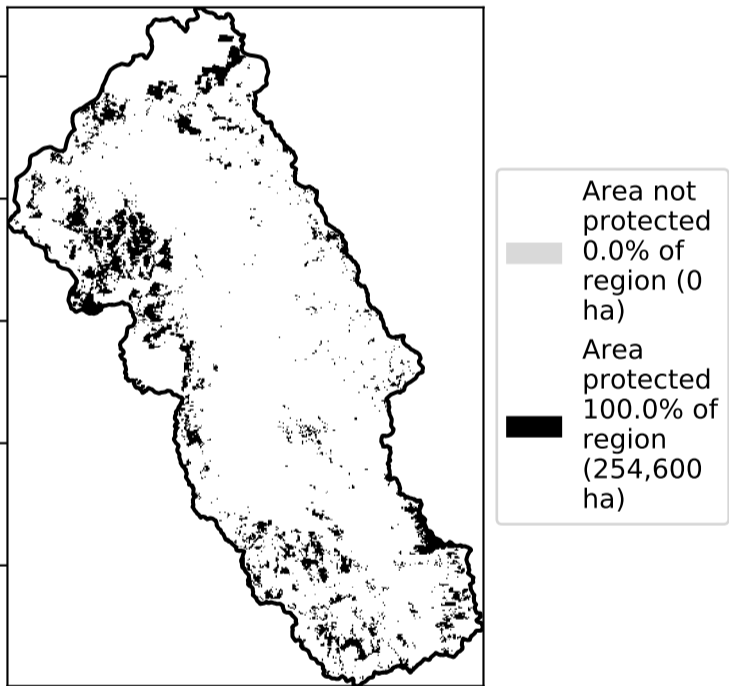 Area not
protected
0.0% of
region (0
ha)
Area
protected
100.0% of
region
(254,600
ha)